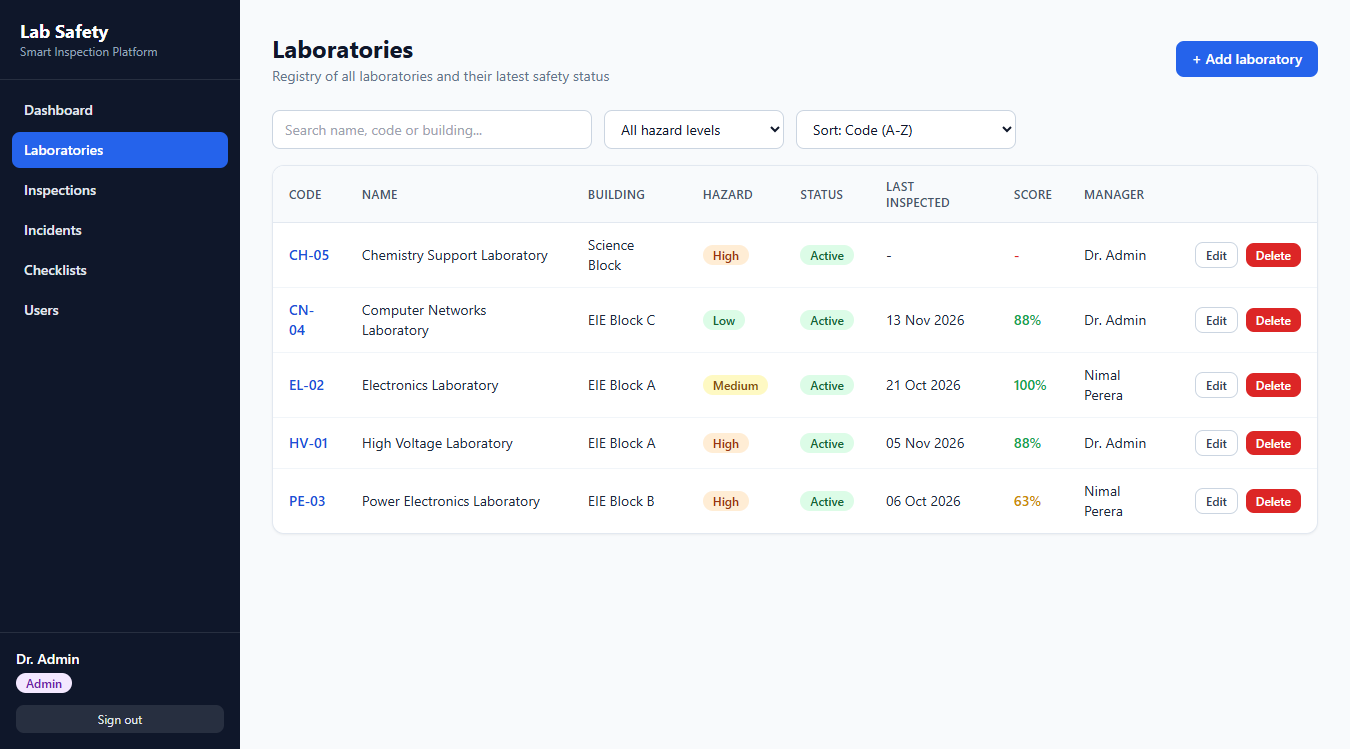 Lab Safety
Smart Inspection Platform
Dashboard
Laboratories
Inspections
Incidents
Checklists
Users
Dr. Admin
Admin
Sign out
Laboratories
Registry of all laboratories and their latest safety status
+ Add laboratory
Search name, code or building...
All hazard levels
Sort: Code (A-Z)
CODE NAME BUILDING HAZARD STATUS LAST INSPECTED SCORE MANAGER
CH-05 Chemistry Support Laboratory Science Block High Active - - Dr. Admin Edit Delete
CN-04 Computer Networks Laboratory EIE Block C Low Active 13 Nov 2026 88% Dr. Admin Edit Delete
EL-02 Electronics Laboratory EIE Block A Medium Active 21 Oct 2026 100% Nimal Perera Edit Delete
HV-01 High Voltage Laboratory EIE Block A High Active 05 Nov 2026 88% Dr. Admin Edit Delete
PE-03 Power Electronics Laboratory EIE Block B High Active 06 Oct 2026 63% Nimal Perera Edit Delete